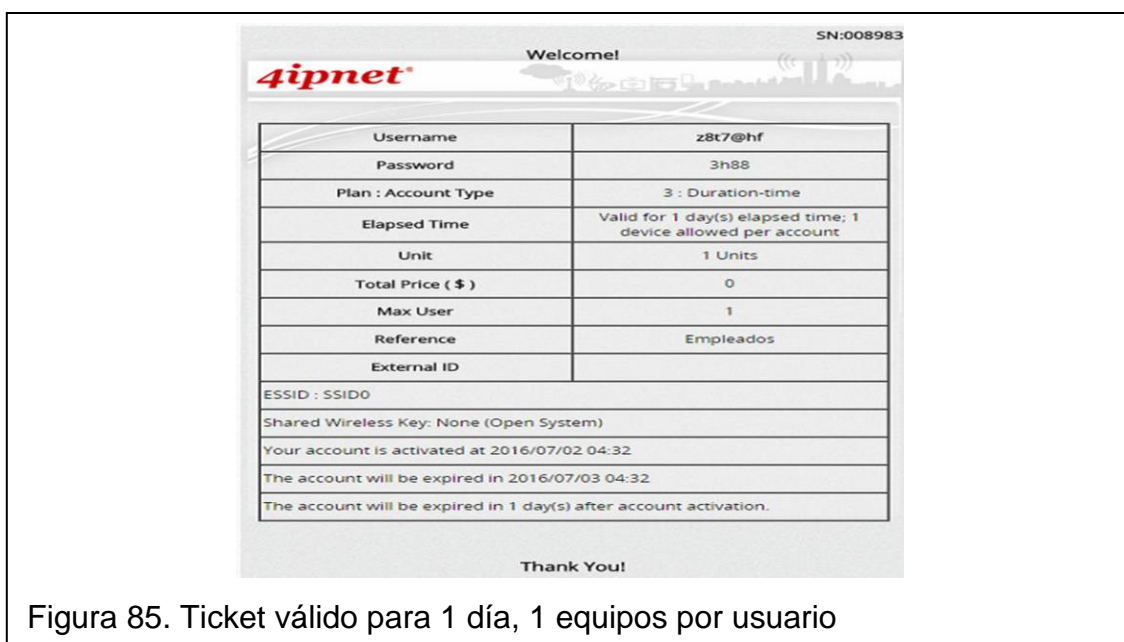 SN:008983
Welcome!
4ipnet
Username z8t7@hf
Password 3h88
Plan : Account Type 3 : Duration-time
Elapsed Time Valid for 1 day(s) elapsed time; 1
device allowed per account
Unit 1 Units
Total Price ( $ ) 0
Max User 1
Reference Empleados
External ID
ESSID : SSID0
Shared Wireless Key: None (Open System)
Your account is activated at 2016/07/02 04:32
The account will be expired in 2016/07/03 04:32
The account will be expired in 1 day(s) after account activation.
Thank You!
Figura 85. Ticket válido para 1 día, 1 equipos por usuario